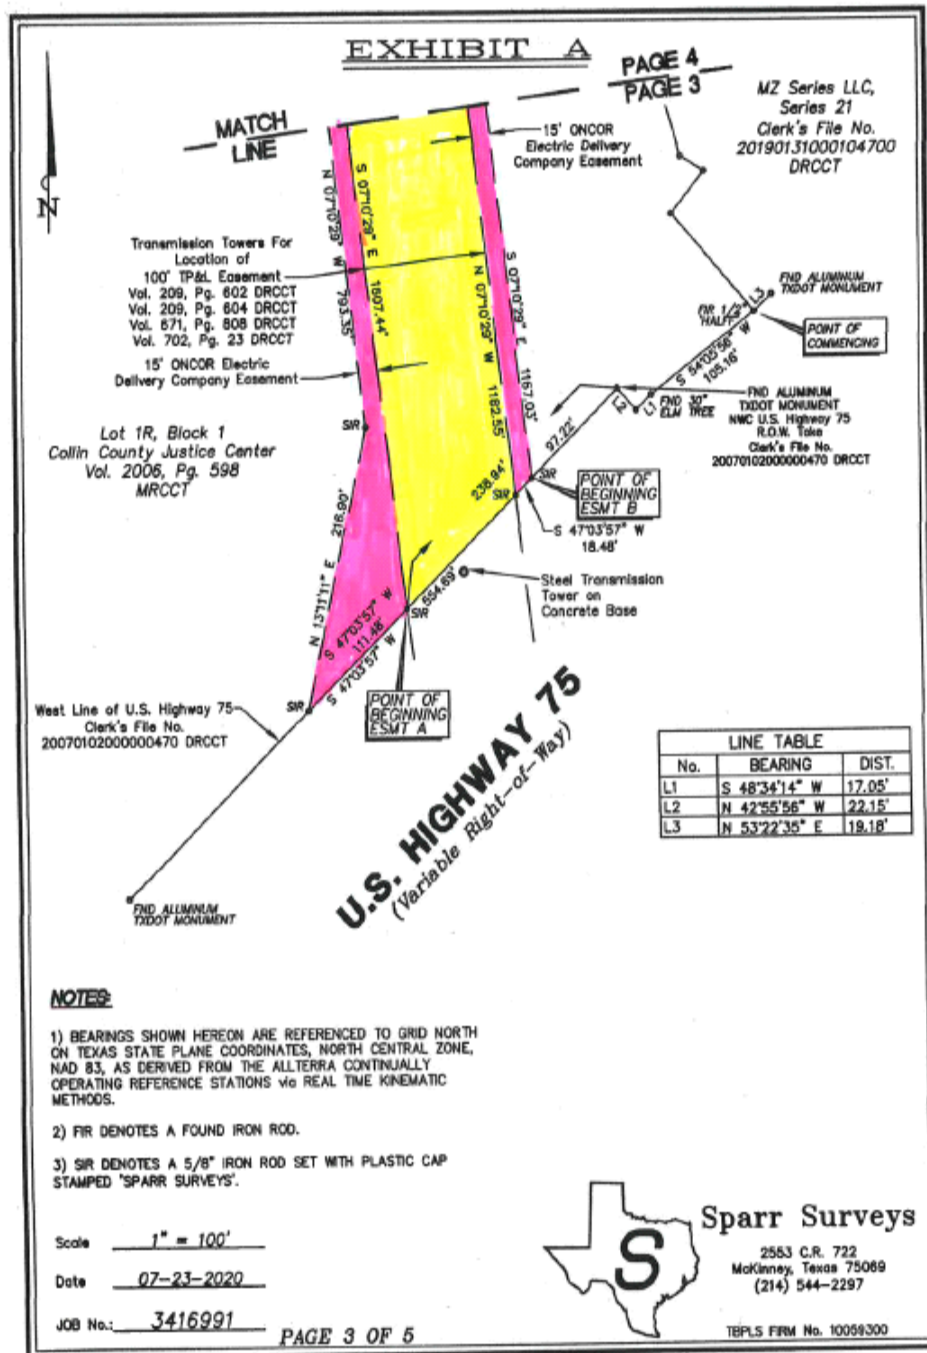 EXHIBIT A
PAGE 4
PAGE 3
MATCH
LINE
MZ Series LLC,
Series 21
Clerk's File No.
20190131000104700
DRCCT
15' ONCOR
Electric Delivery
Company Easement
N
S 07°10'29" E
1607.44'
N 07°10'29" W
793.35'
Transmission Towers For
Location of
100' TP&L Easement
Vol. 209, Pg. 602 DRCCT
Vol. 209, Pg. 604 DRCCT
Vol. 671, Pg. 808 DRCCT
Vol. 702, Pg. 23 DRCCT
15' ONCOR Electric
Delivery Company Easement
N 07°10'29" W
1182.55'
S 07°10'29" E
1167.03'
FND ALUMINUM
TXDOT MONUMENT
L3
FIR 1/2"
"HALFF"
POINT OF
COMMENCING
S 54°05'56" W
105.16'
L1
L2
FND 30"
ELM TREE
FND ALUMINUM
TXDOT MONUMENT
NWC U.S. Highway 75
R.O.W. Take
Clerk's File No.
20070102000000470 DRCCT
Lot 1R, Block 1
Collin County Justice Center
Vol. 2006, Pg. 598
MRCCT
SIR
97.22'
238.94'
SIR
SIR
POINT OF
BEGINNING
ESMT B
S 47°03'57" W
18.48'
216.90'
N 13°11'11" E
S 47°03'57" W
111.48'
S 47°03'57" W
554.69'
SIR
Steel Transmission
Tower on
Concrete Base
SIR
POINT OF
BEGINNING
ESMT A
West Line of U.S. Highway 75
Clerk's File No.
20070102000000470 DRCCT
U.S. HIGHWAY 75
(Variable Right-of-Way)
LINE TABLE
No. BEARING DIST.
L1 S 48°34'14" W 17.05'
L2 N 42°55'56" W 22.15'
L3 N 53°22'35" E 19.18'
FND ALUMINUM
TXDOT MONUMENT
NOTES:
1) BEARINGS SHOWN HEREON ARE REFERENCED TO GRID NORTH
ON TEXAS STATE PLANE COORDINATES, NORTH CENTRAL ZONE,
NAD 83, AS DERIVED FROM THE ALLTERRA CONTINUALLY
OPERATING REFERENCE STATIONS via REAL TIME KINEMATIC
METHODS.
2) FIR DENOTES A FOUND IRON ROD.
3) SIR DENOTES A 5/8" IRON ROD SET WITH PLASTIC CAP
STAMPED "SPARR SURVEYS".
Scale 1" = 100'
Date 07-23-2020
JOB No.: 3416991
PAGE 3 OF 5
S
Sparr Surveys
2553 C.R. 722
McKinney, Texas 75069
(214) 544-2297
TBPLS FIRM No. 10059300